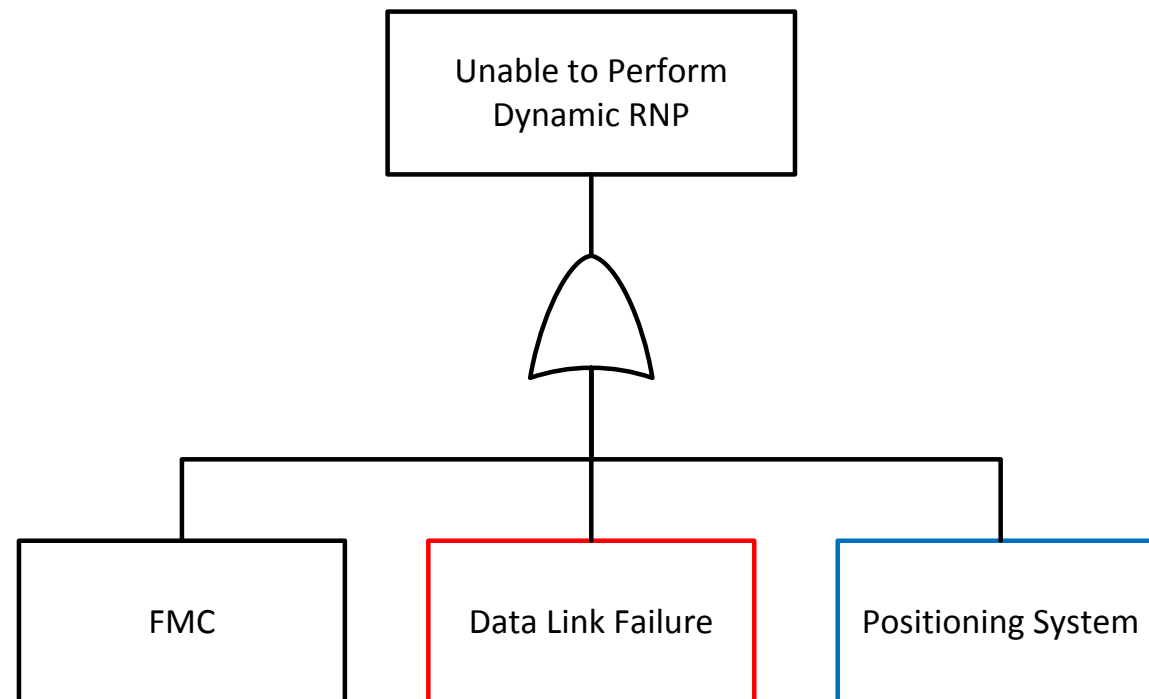 Unable to Perform
Dynamic RNP
FMC
Data Link Failure
Positioning System